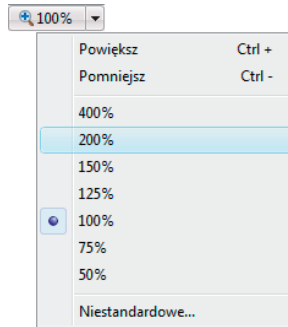 100%
Powiększ Ctrl +
Pomniejsz Ctrl -
400%
200%
150%
125%
100%
75%
50%
Niestandardowe...